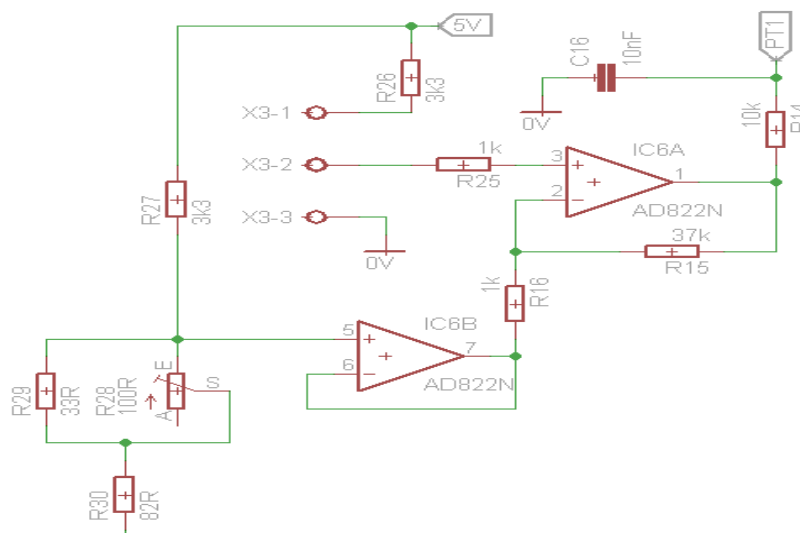 5V
PT1
C16
10nF
R26
3k3
X3-1
0V
10k
X3-2
1k
R25
3
2
1
IC6A
AD822N
R27
3k3
X3-3
0V
37k
R15
1k
R16
5
6
7
IC6B
AD822N
R29
33R
R28
100R
E
S
A
R30
82R